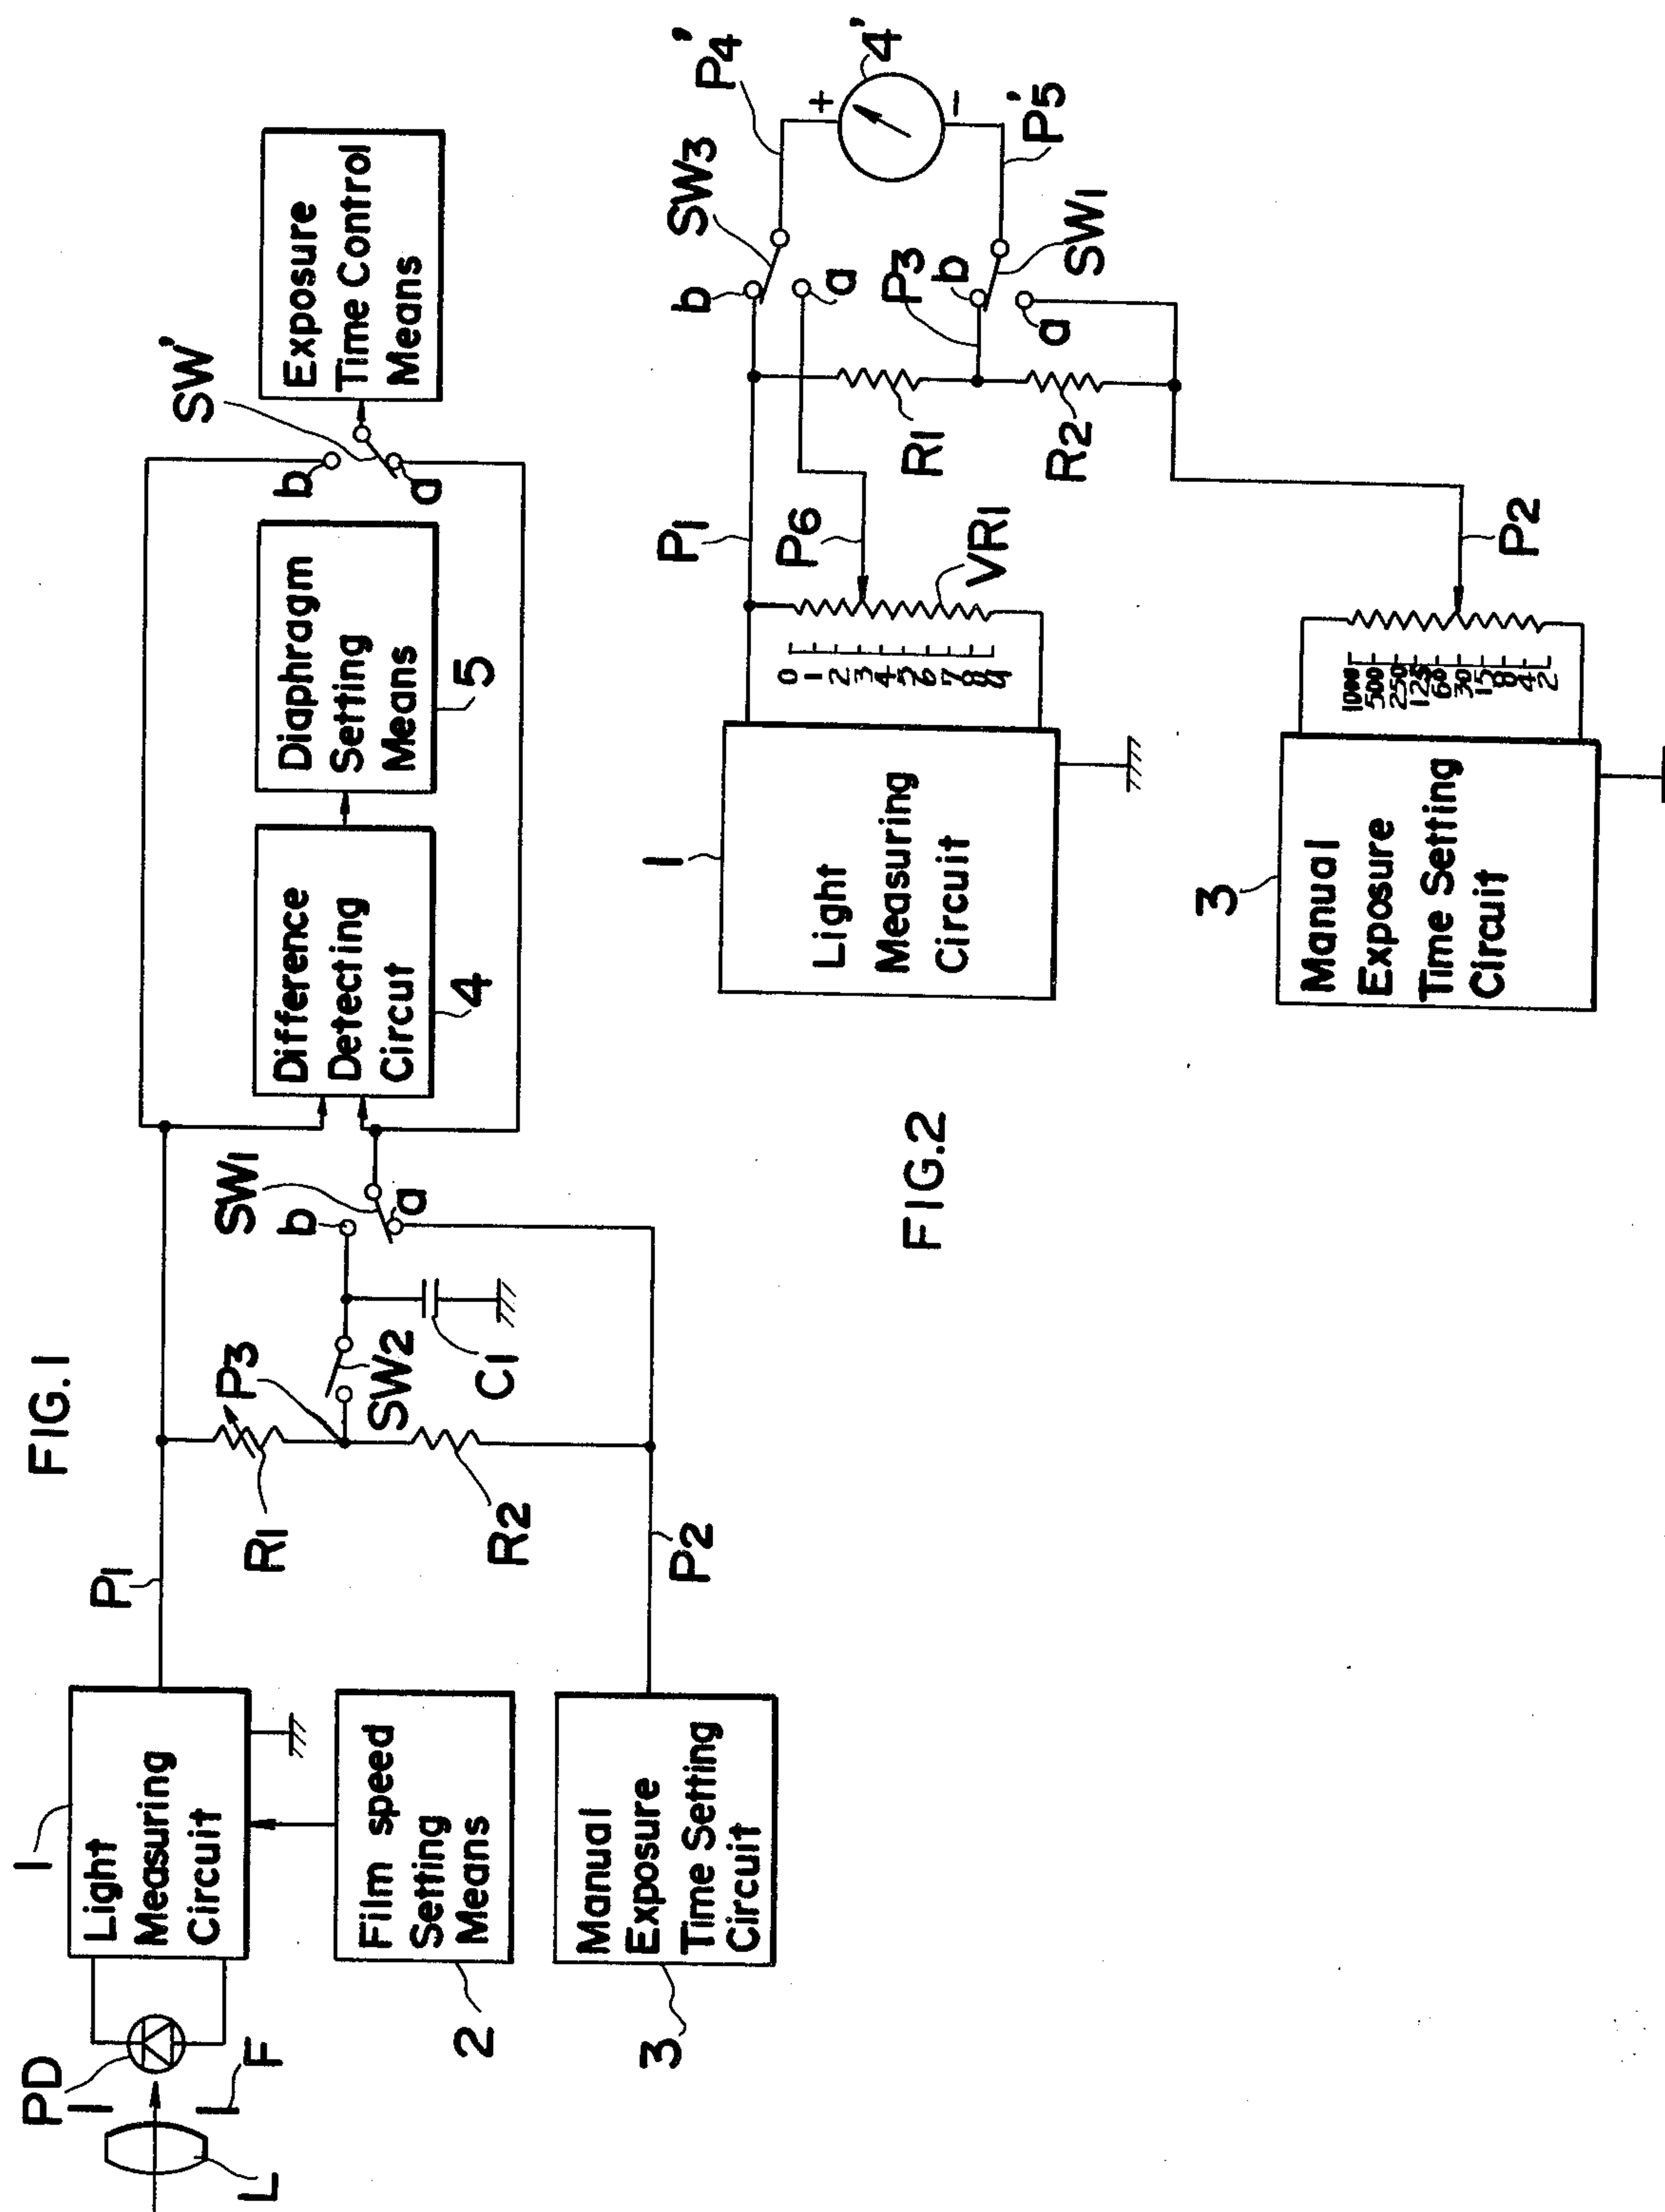 FIG.1
PD
L
F
1
Light
Measuring
Circuit
2
Film speed
Setting
Means
3
Manual
Exposure
Time Setting
Circuit
P1
P2
R1
P3
R2
SW2
C1
SW1
b
a
Difference
Detecting
Circut
4
Diaphragm
Setting
Means
5
SW'
b
a
Exposure
Time Control
Means
FIG.2
1
Light
Measuring
Circuit
3
Manual
Exposure
Time Setting
Circuit
0
1
2
3
4
5
6
7
8
9
VR1
1000
500
250
125
60
30
15
8
4
2
P1
P6
P2
R1
R2
P3
b
a
SW3
b
a
SW1
P4'
+
4'
-
P5'